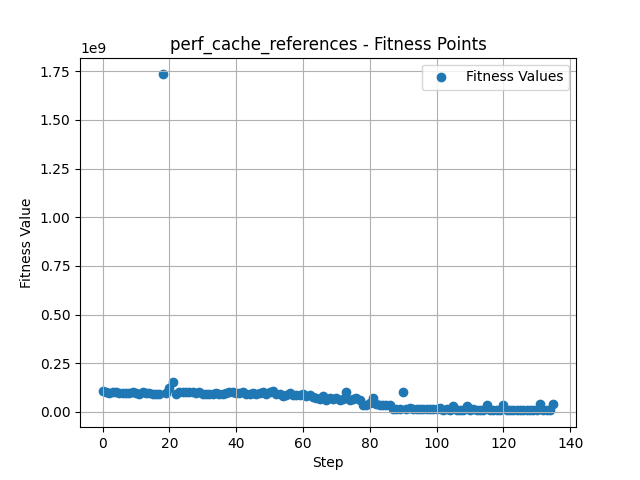 perf_cache_references - Fitness Points
1e9
Fitness Values
1.75
1.50
1.25
1.00
0.75
0.50
0.25
0.00
Fitness Value
0 20 40 60 80 100 120 140
Step